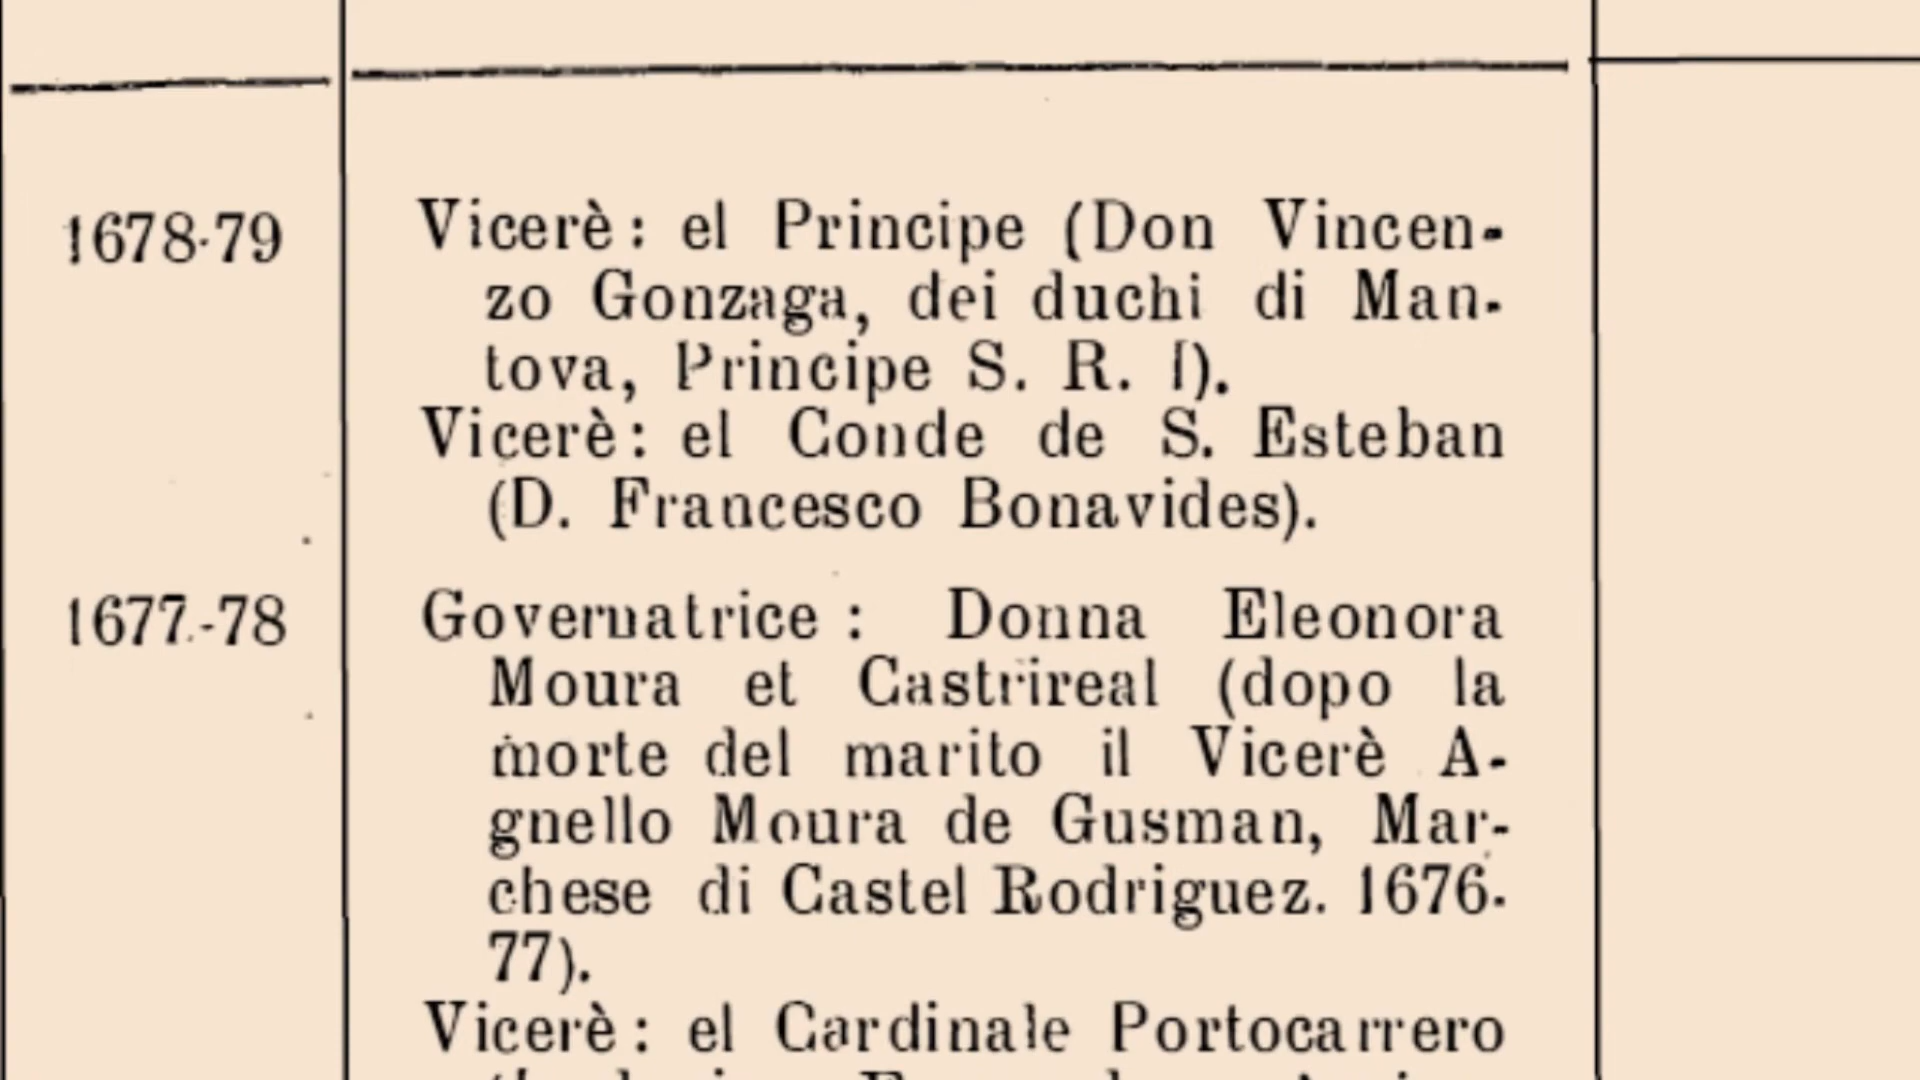 1678-79
Vicerè: el Principe (Don Vincen-
zo Gonzaga, dei duchi di Man-
tova, Principe S. R. I).
Vicerè: el Conde de S. Esteban
(D. Francesco Bonavides).
1677.-78
Governatrice: Donna Eleonora
Moura et Castrireal (dopo la
morte del marito il Vicerè A-
gnello Moura de Gusman, Mar-
chese di Castel Rodriguez. 1676-
77).
Vicerè: el Cardinale Portocarrero